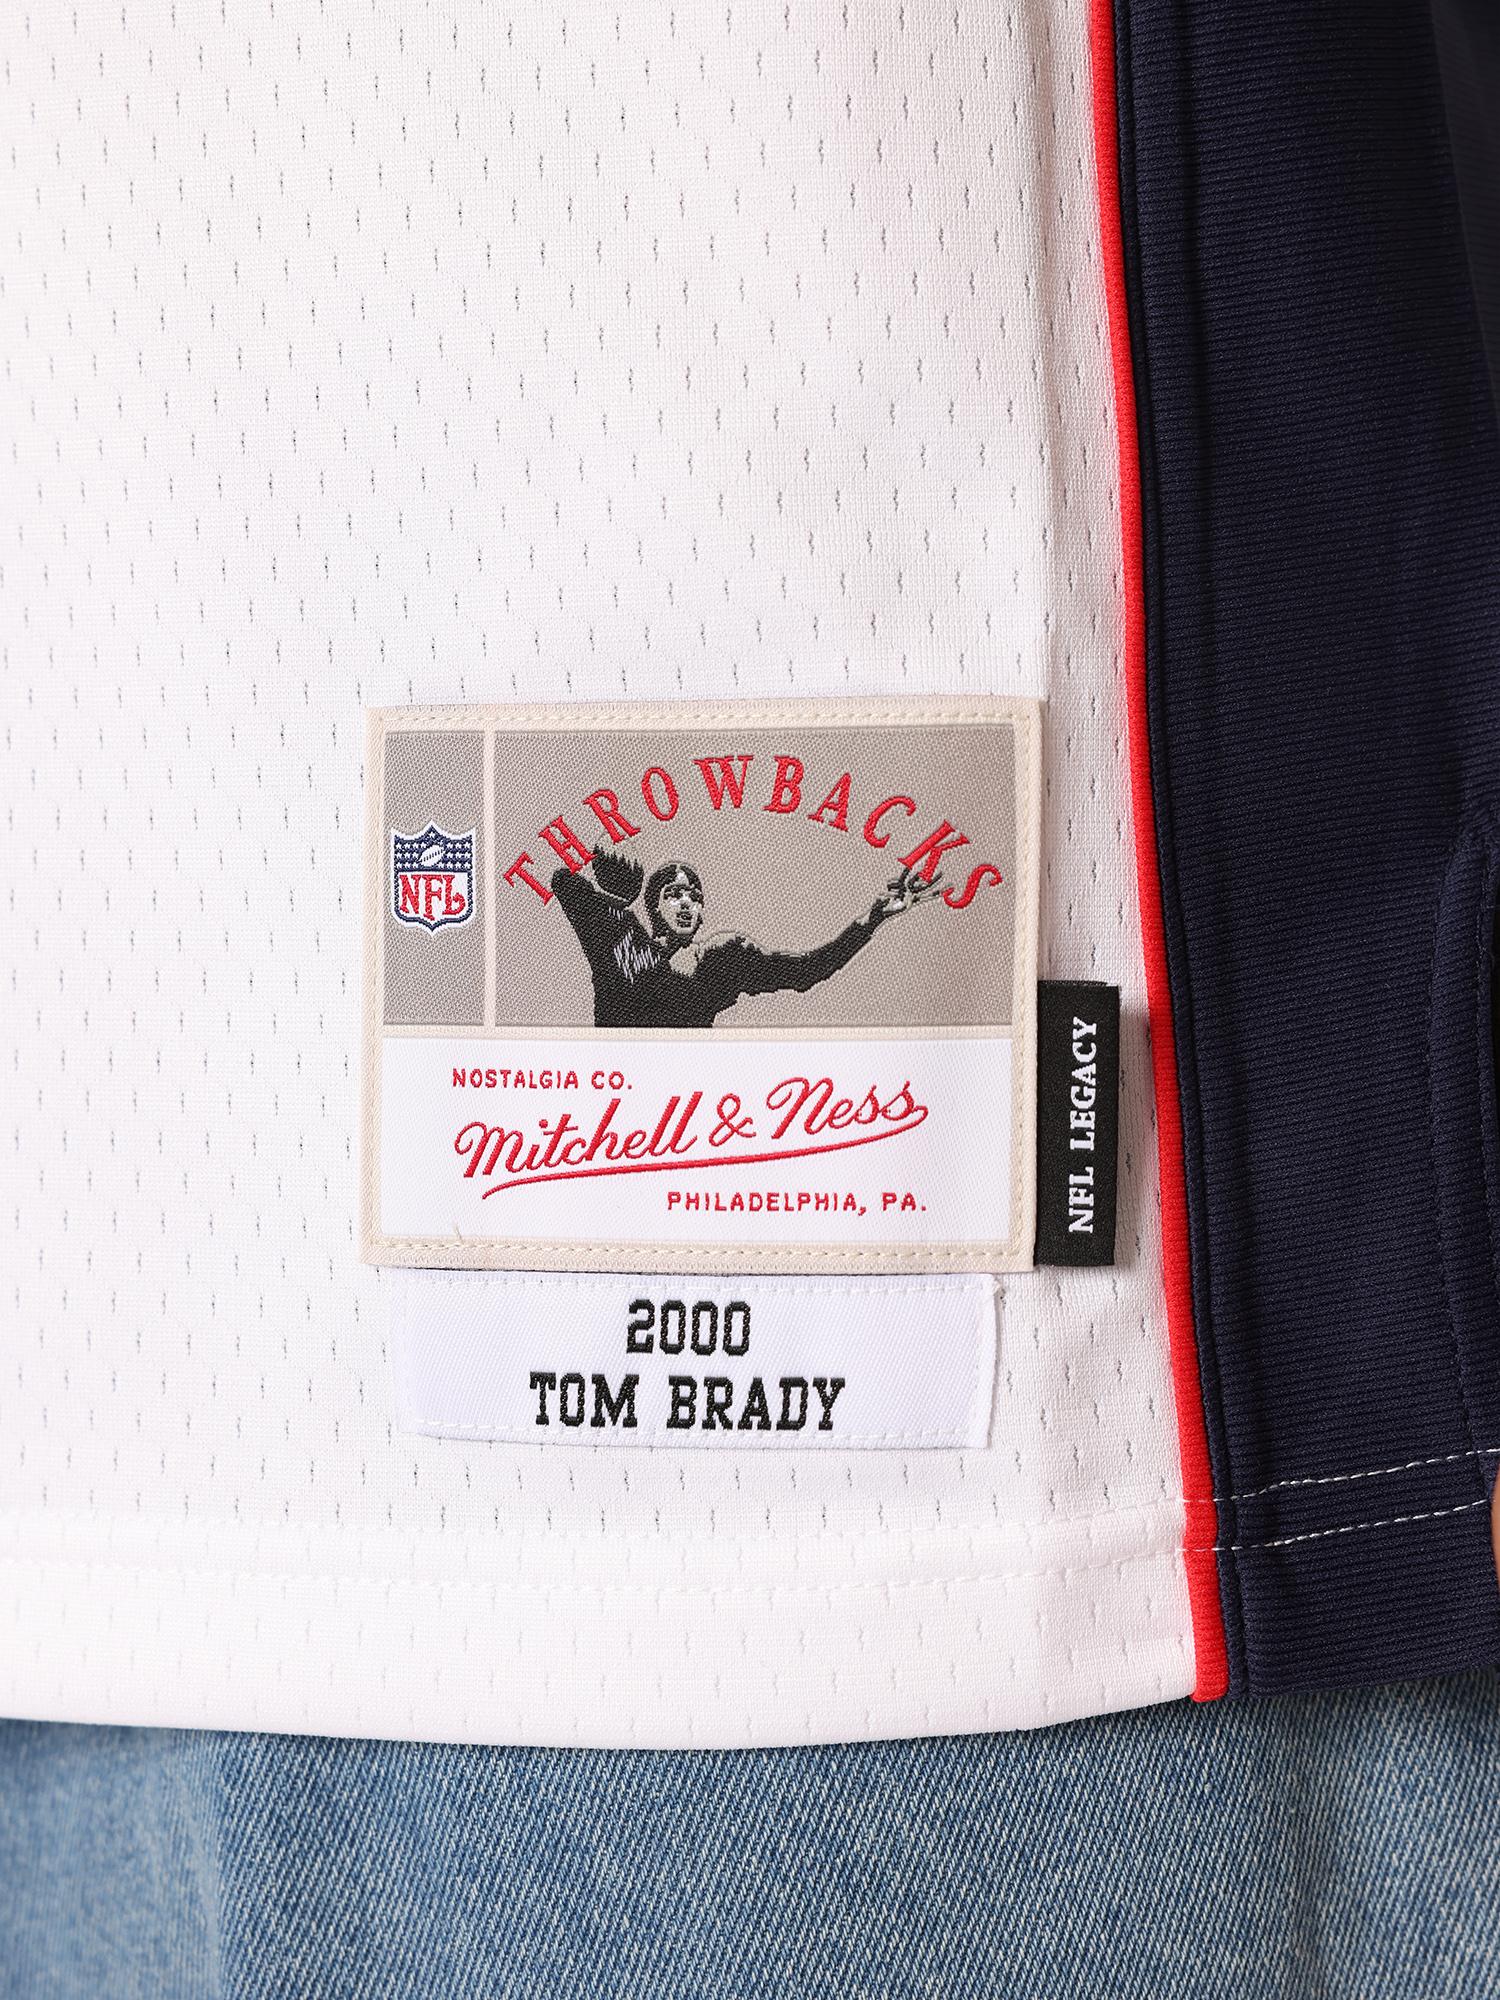 THROWBACKS
NFL
NOSTALGIA CO.
Mitchell & Ness
PHILADELPHIA, PA.
NFL LEGACY
2000
TOM BRADY